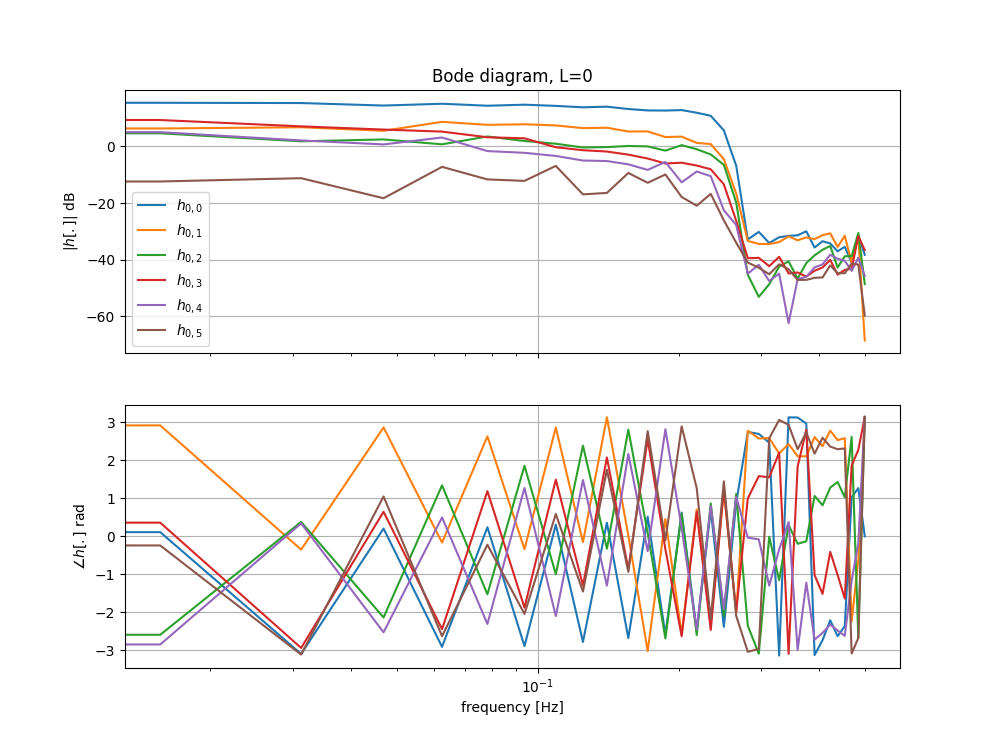 Bode diagram, L=0
|h[.]| dB
0
−20
−40
−60
h0,0
h0,1
h0,2
h0,3
h0,4
h0,5
∠h[.] rad
3
2
1
0
−1
−2
−3
10−1
frequency [Hz]